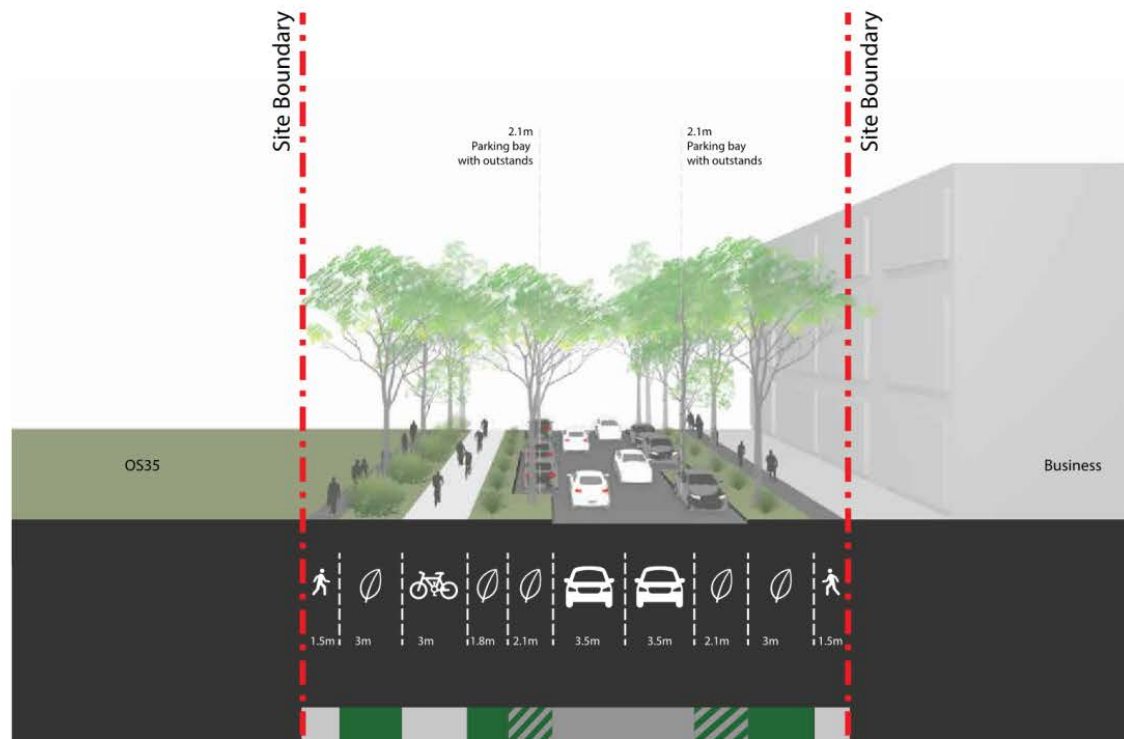 Site Boundary
Site Boundary
2.1m
Parking bay
with outstands
2.1m
Parking bay
with outstands
OS35
Business
1.5m
3m
3m
1.8m
2.1m
3.5m
3.5m
2.1m
3m
1.5m